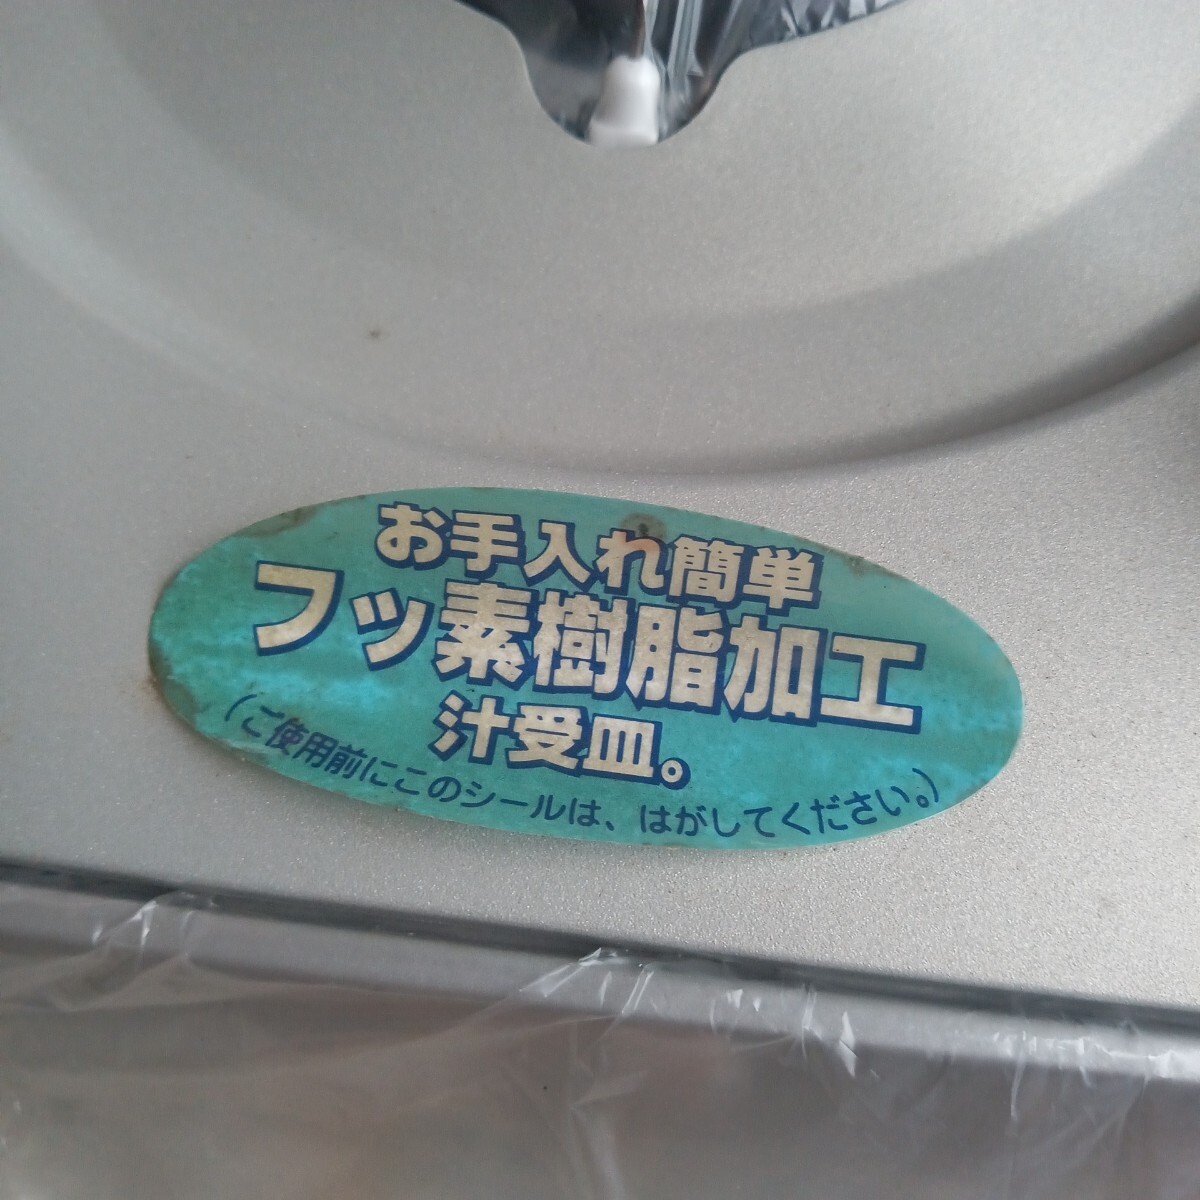 お手入れ簡単
フッ素樹脂加工
汁受皿。
(ご使用前にこのシールは、はがしてください。)